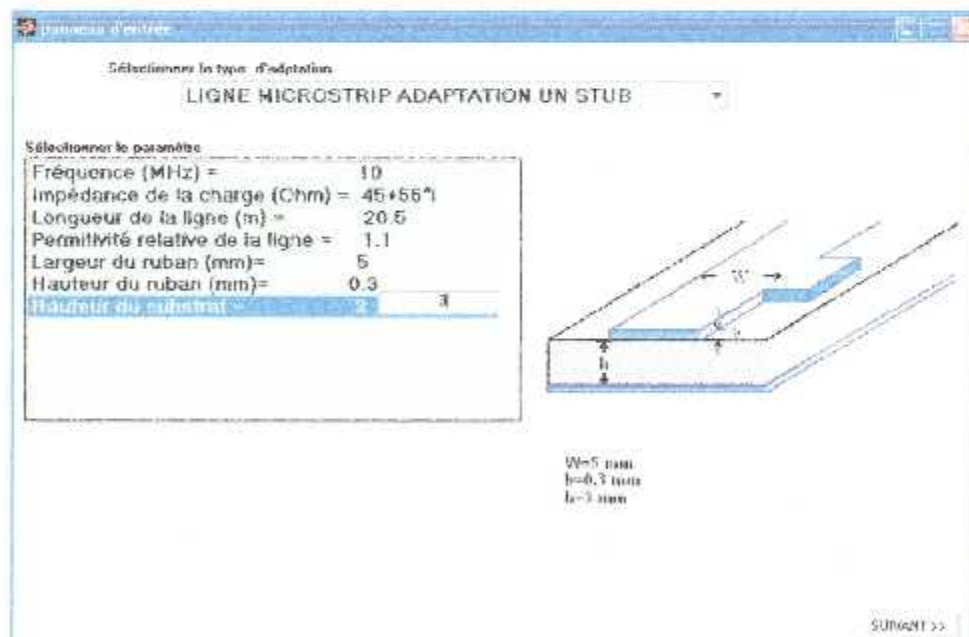 panneau d'entrée
Sélectionner le type d'adptation
LIGNE MICROSTRIP ADAPTATION UN STUB
Sélectionner le paramètre
Fréquence (MHz) = 10
Impédance de la charge (Ohm) = 45+55*i
Longueur de la ligne (m) = 20.5
Permitivité relative de la ligne = 1.1
Largeur du ruban (mm)= 5
Hauteur du ruban (mm)= 0.3
Hauteur du substrat = 2 3
W
h
W=5 mm
b=0.3 mm
h=3 mm
SUIVANT >>